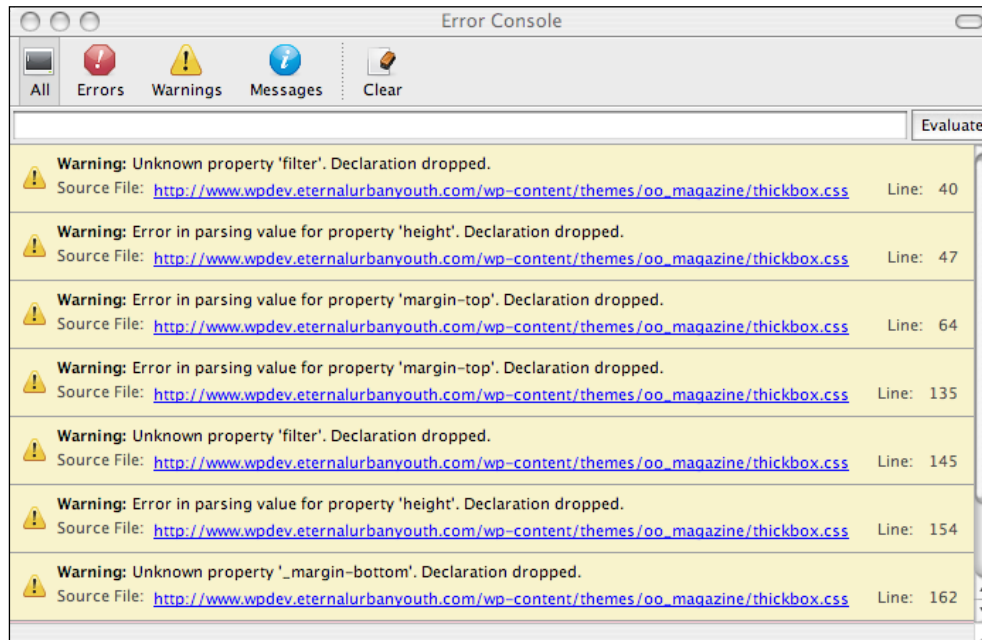 Error Console
All Errors Warnings Messages Clear
Evaluate
Warning: Unknown property 'filter'. Declaration dropped.
Source File: http://www.wpdev.eternalurbanyouth.com/wp-content/themes/oo_magazine/thickbox.css Line: 40
Warning: Error in parsing value for property 'height'. Declaration dropped.
Source File: http://www.wpdev.eternalurbanyouth.com/wp-content/themes/oo_magazine/thickbox.css Line: 47
Warning: Error in parsing value for property 'margin-top'. Declaration dropped.
Source File: http://www.wpdev.eternalurbanyouth.com/wp-content/themes/oo_magazine/thickbox.css Line: 64
Warning: Error in parsing value for property 'margin-top'. Declaration dropped.
Source File: http://www.wpdev.eternalurbanyouth.com/wp-content/themes/oo_magazine/thickbox.css Line: 135
Warning: Unknown property 'filter'. Declaration dropped.
Source File: http://www.wpdev.eternalurbanyouth.com/wp-content/themes/oo_magazine/thickbox.css Line: 145
Warning: Error in parsing value for property 'height'. Declaration dropped.
Source File: http://www.wpdev.eternalurbanyouth.com/wp-content/themes/oo_magazine/thickbox.css Line: 154
Warning: Unknown property '_margin-bottom'. Declaration dropped.
Source File: http://www.wpdev.eternalurbanyouth.com/wp-content/themes/oo_magazine/thickbox.css Line: 162